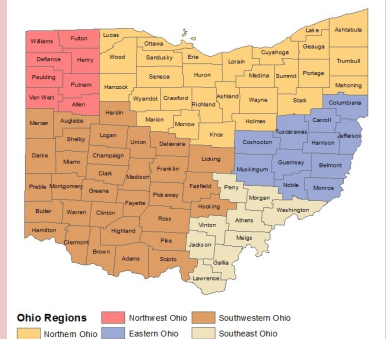 Williams
Fulton
Lucas
Ottawa
Lake
Ashtabula
Geauga
Cuyahoga
Defiance
Henry
Wood
Sandusky
Erie
Lorain
Trumbull
Paulding
Putnam
Seneca
Huron
Medina
Summit
Portage
Mahoning
Van Wert
Allen
Hancock
Wyandot
Crawford
Richland
Ashland
Wayne
Stark
Columbiana
Mercer
Auglaize
Hardin
Marion
Morrow
Knox
Holmes
Carroll
Tuscarawas
Jefferson
Shelby
Logan
Union
Delaware
Coshocton
Harrison
Darke
Miami
Champaign
Licking
Guernsey
Belmont
Clark
Madison
Franklin
Muskingum
Preble
Montgomery
Greene
Fairfield
Perry
Noble
Monroe
Pickaway
Morgan
Fayette
Hocking
Washington
Butler
Warren
Clinton
Ross
Athens
Vinton
Hamilton
Highland
Meigs
Clermont
Pike
Jackson
Brown
Adams
Scioto
Gallia
Lawrence
Ohio Regions
Northwest Ohio
Southwestern Ohio
Northern Ohio
Eastern Ohio
Southeast Ohio